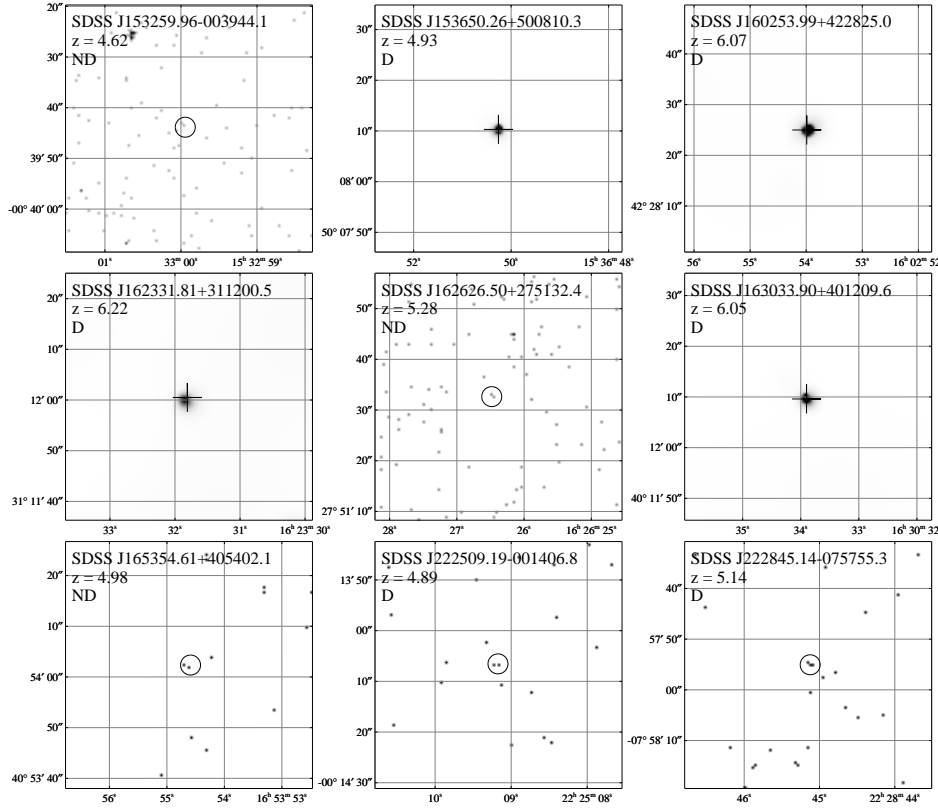 SDSS J153259.96-003944.1
z = 4.62
ND
20″
30″
40″
39′ 50″
-00° 40′ 00″
01ˢ
33ᵐ 00ˢ
15ʰ 32ᵐ 59ˢ
SDSS J153650.26+500810.3
z = 4.93
D
30″
20″
10″
08′ 00″
50° 07′ 50″
52ˢ
50ˢ
15ʰ 36ᵐ 48ˢ
SDSS J160253.99+422825.0
z = 6.07
D
40″
20″
42° 28′ 10″
56ˢ
55ˢ
54ˢ
53ˢ
16ʰ 02ᵐ 52ˢ
SDSS J162331.81+311200.5
z = 6.22
D
20″
10″
12′ 00″
50″
31° 11′ 40″
33ˢ
32ˢ
31ˢ
16ʰ 23ᵐ 30ˢ
SDSS J162626.50+275132.4
z = 5.28
ND
50″
40″
30″
20″
27° 51′ 10″
28ˢ
27ˢ
26ˢ
16ʰ 26ᵐ 25ˢ
SDSS J163033.90+401209.6
z = 6.05
D
30″
20″
10″
12′ 00″
40° 11′ 50″
35ˢ
34ˢ
33ˢ
16ʰ 30ᵐ 32ˢ
SDSS J165354.61+405402.1
z = 4.98
ND
20″
10″
54′ 00″
50″
40° 53′ 40″
56ˢ
55ˢ
54ˢ
16ʰ 53ᵐ 53ˢ
SDSS J222509.19-001406.8
z = 4.89
D
13′ 50″
00″
10″
20″
-00° 14′ 30″
10ˢ
09ˢ
22ʰ 25ᵐ 08ˢ
SDSS J222845.14-075755.3
z = 5.14
D
40″
57′ 50″
00″
-07° 58′ 10″
46ˢ
45ˢ
22ʰ 28ᵐ 44ˢ